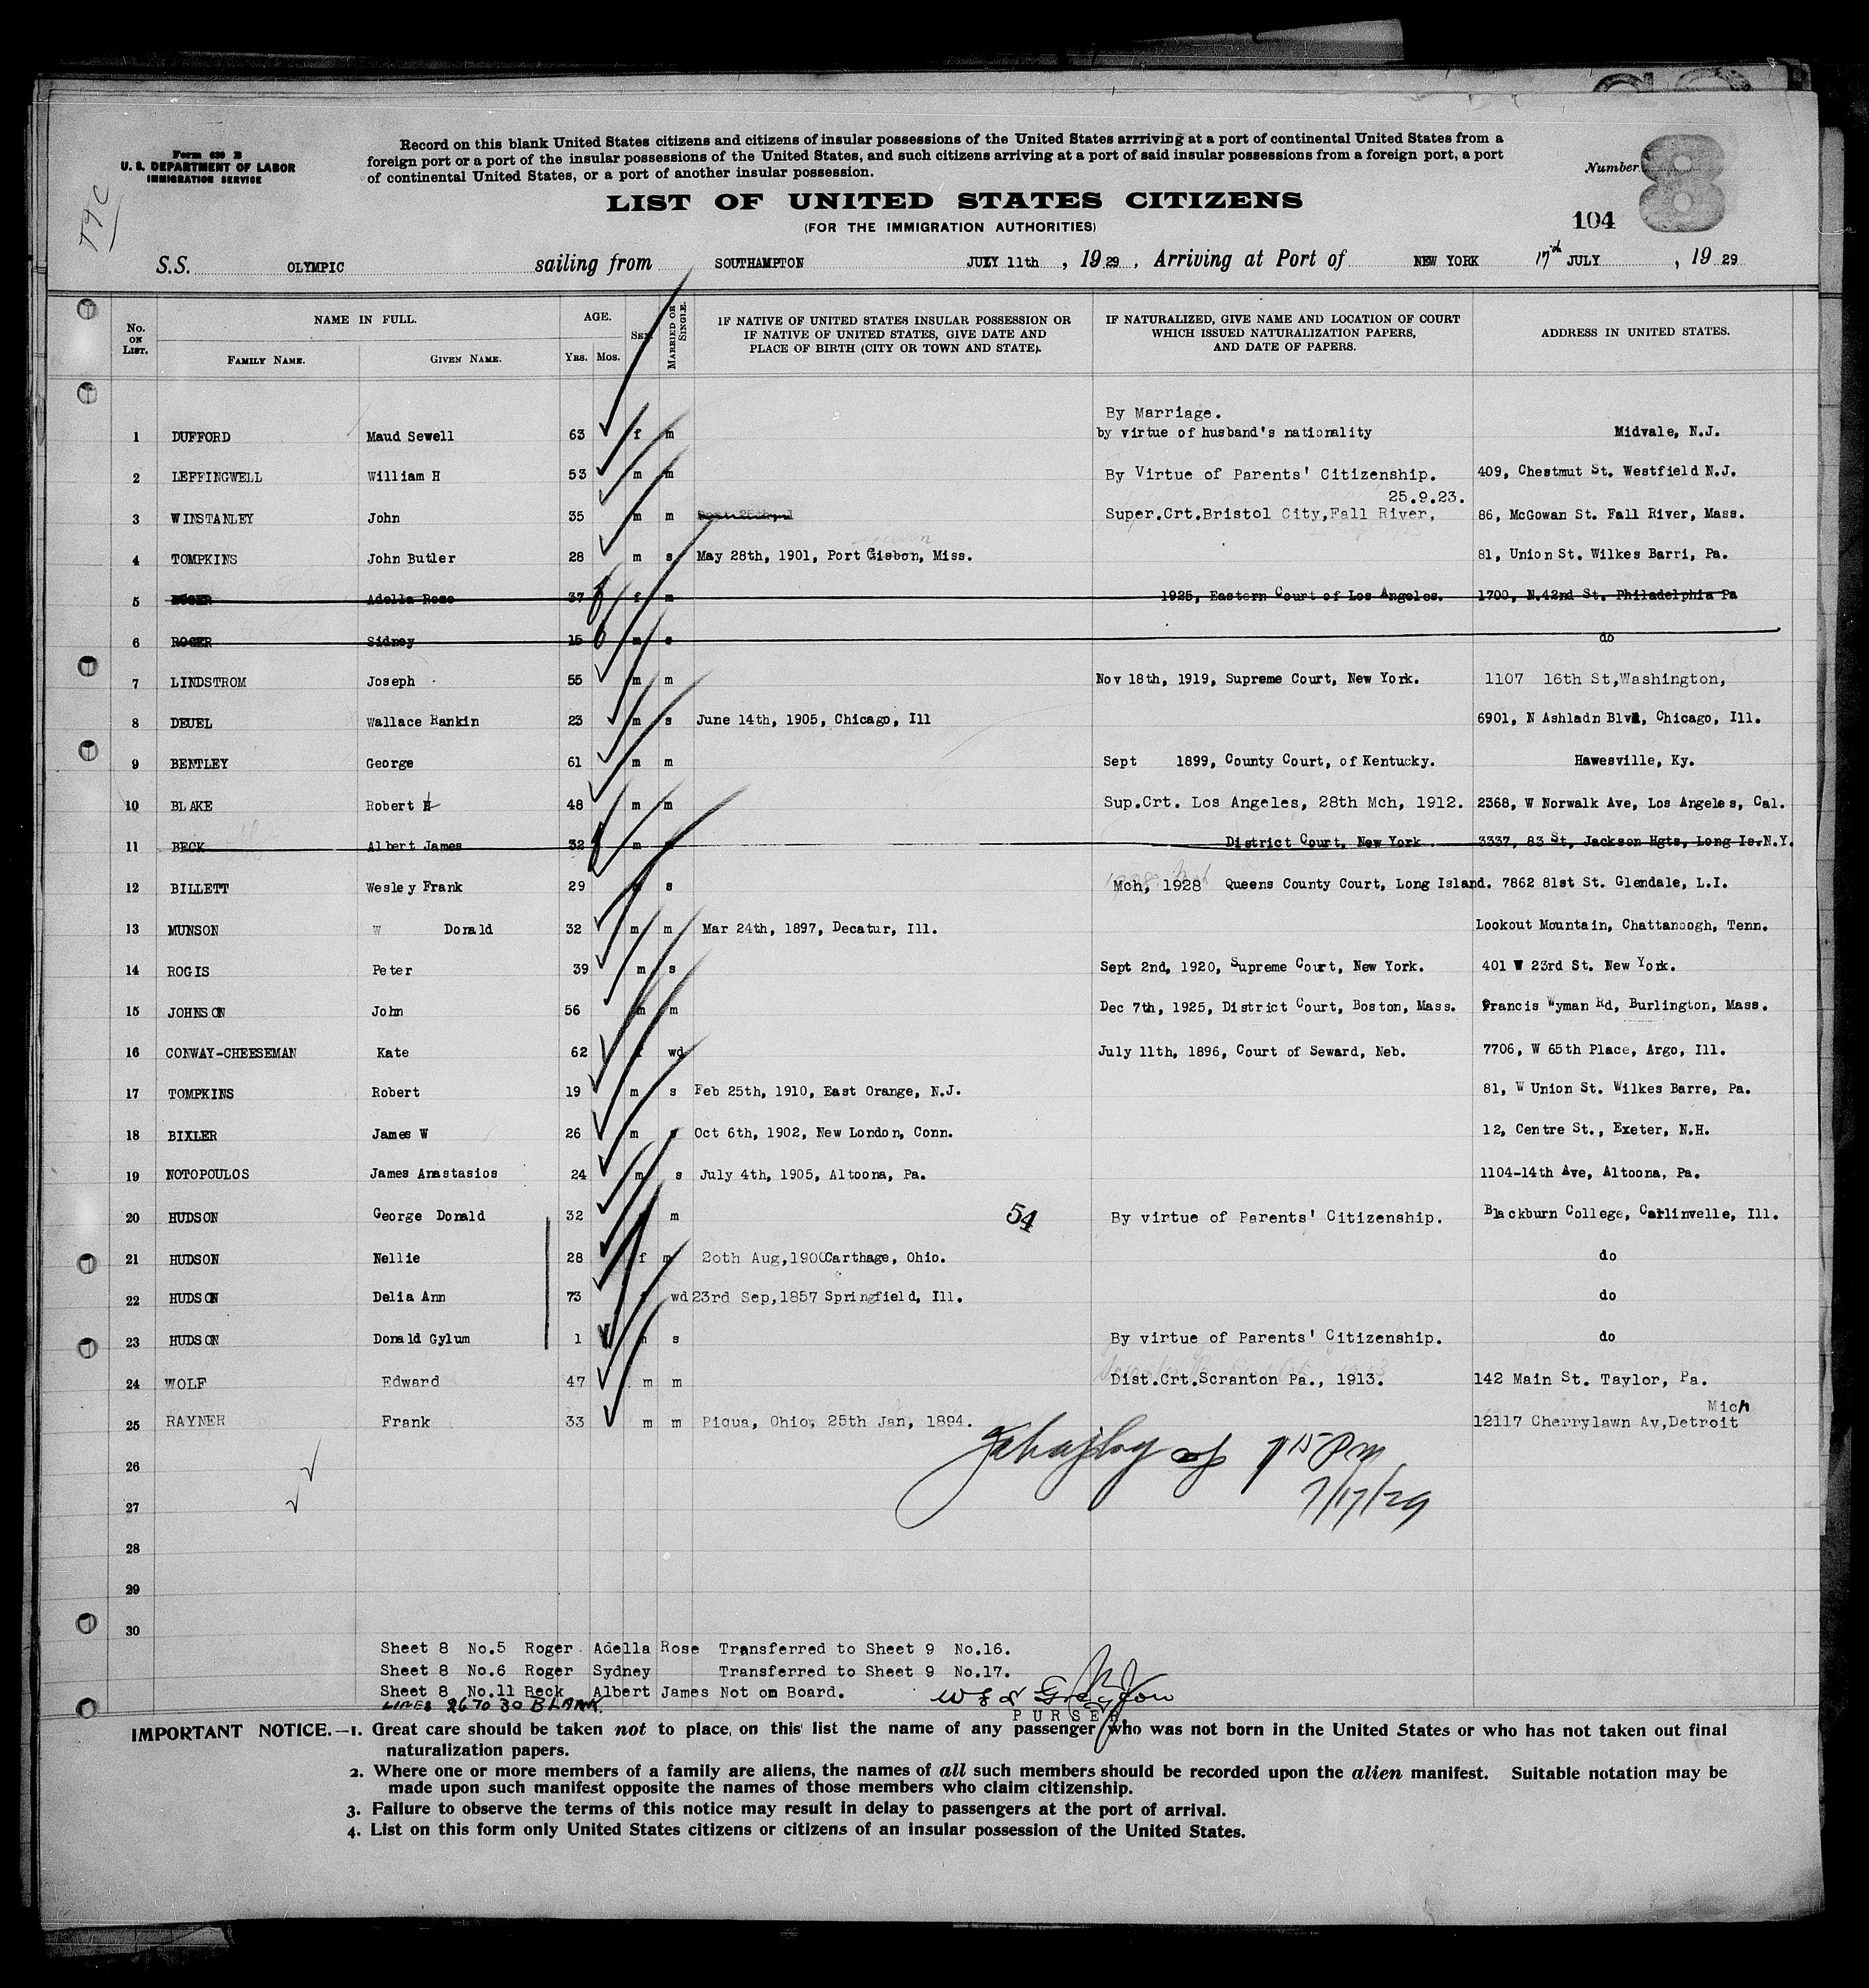 Form 630 B
U. S. DEPARTMENT OF LABOR
IMMIGRATION SERVICE
Record on this blank United States citizens and citizens of insular possessions of the United States arrriving at a port of continental United States from a
foreign port or a port of the insular possessions of the United States, and such citizens arriving at a port of said insular possessions from a foreign port, a port
of continental United States, or a port of another insular possession.
Number 8
LIST OF UNITED STATES CITIZENS
(FOR THE IMMIGRATION AUTHORITIES)
104
S.S. OLYMPIC sailing from SOUTHAMPTON JULY 11th , 19 29 , Arriving at Port of NEW YORK 17th JULY , 19 29
No. ON LIST. NAME IN FULL. FAMILY NAME. GIVEN NAME. AGE. YRS. MOS. SEX. MARRIED OR SINGLE. IF NATIVE OF UNITED STATES INSULAR POSSESSION OR IF NATIVE OF UNITED STATES, GIVE DATE AND PLACE OF BIRTH (CITY OR TOWN AND STATE). IF NATURALIZED, GIVE NAME AND LOCATION OF COURT WHICH ISSUED NATURALIZATION PAPERS, AND DATE OF PAPERS. ADDRESS IN UNITED STATES.
By Marriage.
1 DUFFORD Maud Sewell 63 f m by virtue of husband's nationality Midvale, N.J.
2 LEFFINGWELL William H 53 m m By Virtue of Parents' Citizenship. 409, Chestmut St. Westfield N.J.
25.9.23.
3 WINSTANLEY John 35 m m Super.Crt.Bristol City,Fall River, 86, McGowan St. Fall River, Mass.
4 TOMPKINS John Butler 28 m s May 28th, 1901, Port Gisbon, Miss. 81, Union St. Wilkes Barri, Pa.
5 ROGER Adella Rose 37 f m 1925, Eastern Court of Los Angeles. 1700, N.42nd St. Philadelphia Pa
6 ROGER Sidney 15 m s do
7 LINDSTROM Joseph 55 m m Nov 18th, 1919, Supreme Court, New York. 1107 16th St,Washington,
8 DEUEL Wallace Rankin 23 m s June 14th, 1905, Chicago, Ill 6901, N Ashladn Blvd, Chicago, Ill.
9 BENTLEY George 61 m m Sept 1899, County Court, of Kentucky. Hawesville, Ky.
10 BLAKE Robert H 48 m m Sup.Crt. Los Angeles, 28th Mch, 1912. 2368, W Norwalk Ave, Los Angeles, Cal.
11 BECK Albert James 32 m District Court, New York 3337, 83 St, Jackson Hgts, Long Is.N.Y.
12 BILLETT Wesley Frank 29 s Mch, 1928 Queens County Court, Long Island. 7862 81st St. Glendale, L.I.
13 MUNSON W Donald 32 m m Mar 24th, 1897, Decatur, Ill. Lookout Mountain, Chattanoogh, Tenn.
14 ROGIS Peter 39 m s Sept 2nd, 1920, Supreme Court, New York. 401 W 23rd St. New York.
15 JOHNSON John 56 m m Dec 7th, 1925, District Court, Boston, Mass. Francis Wyman Rd, Burlington, Mass.
16 CONWAY-CHEESEMAN Kate 62 f wd July 11th, 1896, Court of Seward, Neb. 7706, W 65th Place, Argo, Ill.
17 TOMPKINS Robert 19 m s Feb 25th, 1910, East Orange, N.J. 81, W Union St. Wilkes Barre, Pa.
18 BIXLER James W 26 m s Oct 6th, 1902, New London, Conn. 12, Centre St., Exeter, N.H.
19 NOTOPOULOS James Anastasios 24 m s July 4th, 1905, Altoona, Pa. 1104-14th Ave, Altoona, Pa.
20 HUDSON George Donald 32 m 54 By virtue of Parents' Citizenship. Blackburn College, Carlinvelle, Ill.
21 HUDSON Nellie 28 f m 20th Aug,1900 Carthage, Ohio. do
22 HUDSON Delia Ann 73 wd 23rd Sep,1857 Springfield, Ill. do
23 HUDSON Donald Gylum 1 m s By virtue of Parents' Citizenship. do
24 WOLF Edward 47 m m Dist.Crt.Scranton Pa., 1913. 142 Main St. Taylor, Pa.
Mich
25 RAYNER Frank 33 m m Piqua, Ohio, 25th Jan, 1894. 12117 Cherrylawn Av,Detroit
7 15 PM
26
7/17/29
27
28
29
30
Sheet 8 No.5 Roger Adella Rose Transferred to Sheet 9 No.16.
Sheet 8 No.6 Roger Sydney Transferred to Sheet 9 No.17.
Sheet 8 No.11 Beck Albert James Not on Board.
LINES 26 TO 30 BLANK.
PURSER.
IMPORTANT NOTICE.—1. Great care should be taken not to place on this list the name of any passenger who was not born in the United States or who has not taken out final
naturalization papers.
2. Where one or more members of a family are aliens, the names of all such members should be recorded upon the alien manifest. Suitable notation may be
made upon such manifest opposite the names of those members who claim citizenship.
3. Failure to observe the terms of this notice may result in delay to passengers at the port of arrival.
4. List on this form only United States citizens or citizens of an insular possession of the United States.